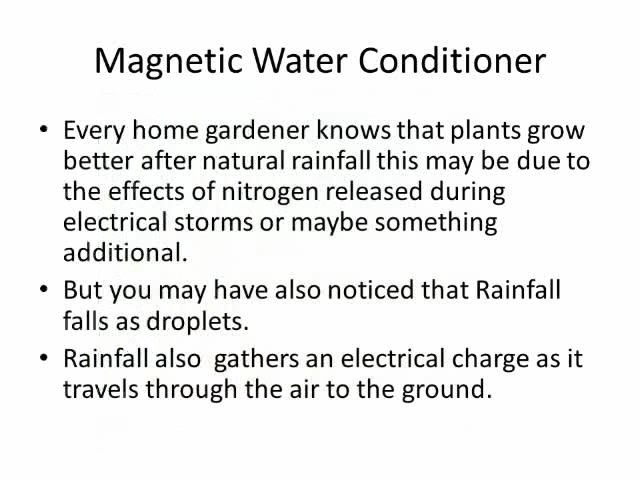 Magnetic Water Conditioner
• Every home gardener knows that plants grow
better after natural rainfall this may be due to
the effects of nitrogen released during
electrical storms or maybe something
additional.
• But you may have also noticed that Rainfall
falls as droplets.
• Rainfall also  gathers an electrical charge as it
travels through the air to the ground.